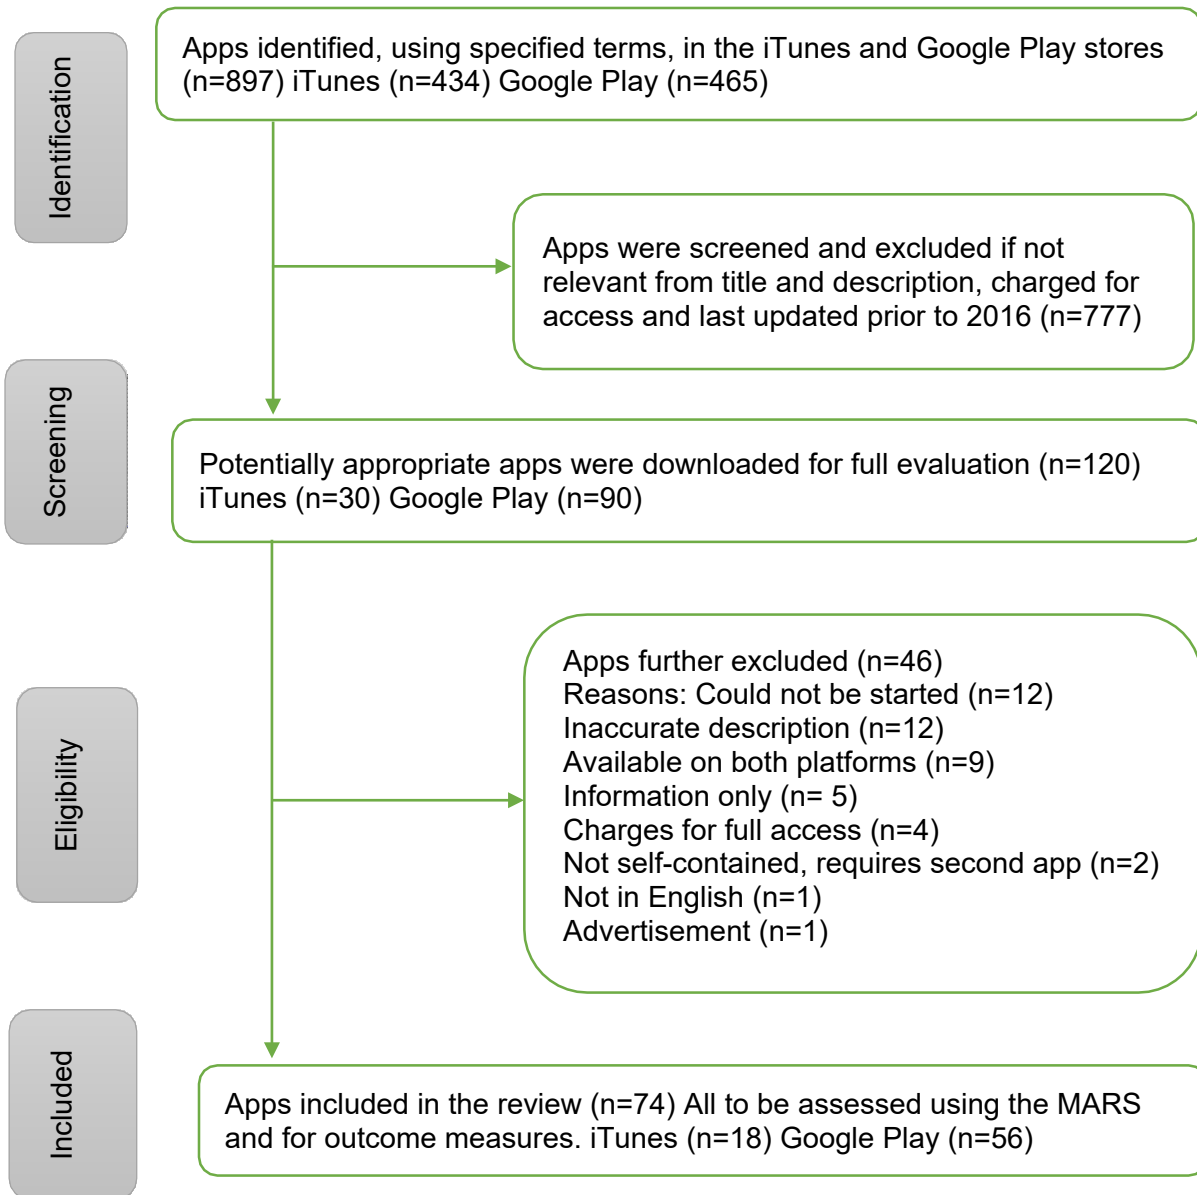 Identification
Apps identified, using specified terms, in the iTunes and Google Play stores
(n=897) iTunes (n=434) Google Play (n=465)
Apps were screened and excluded if not
relevant from title and description, charged for
access and last updated prior to 2016 (n=777)
Screening
Potentially appropriate apps were downloaded for full evaluation (n=120)
iTunes (n=30) Google Play (n=90)
Eligibility
Apps further excluded (n=46)
Reasons: Could not be started (n=12)
Inaccurate description (n=12)
Available on both platforms (n=9)
Information only (n= 5)
Charges for full access (n=4)
Not self-contained, requires second app (n=2)
Not in English (n=1)
Advertisement (n=1)
Included
Apps included in the review (n=74) All to be assessed using the MARS
and for outcome measures. iTunes (n=18) Google Play (n=56)